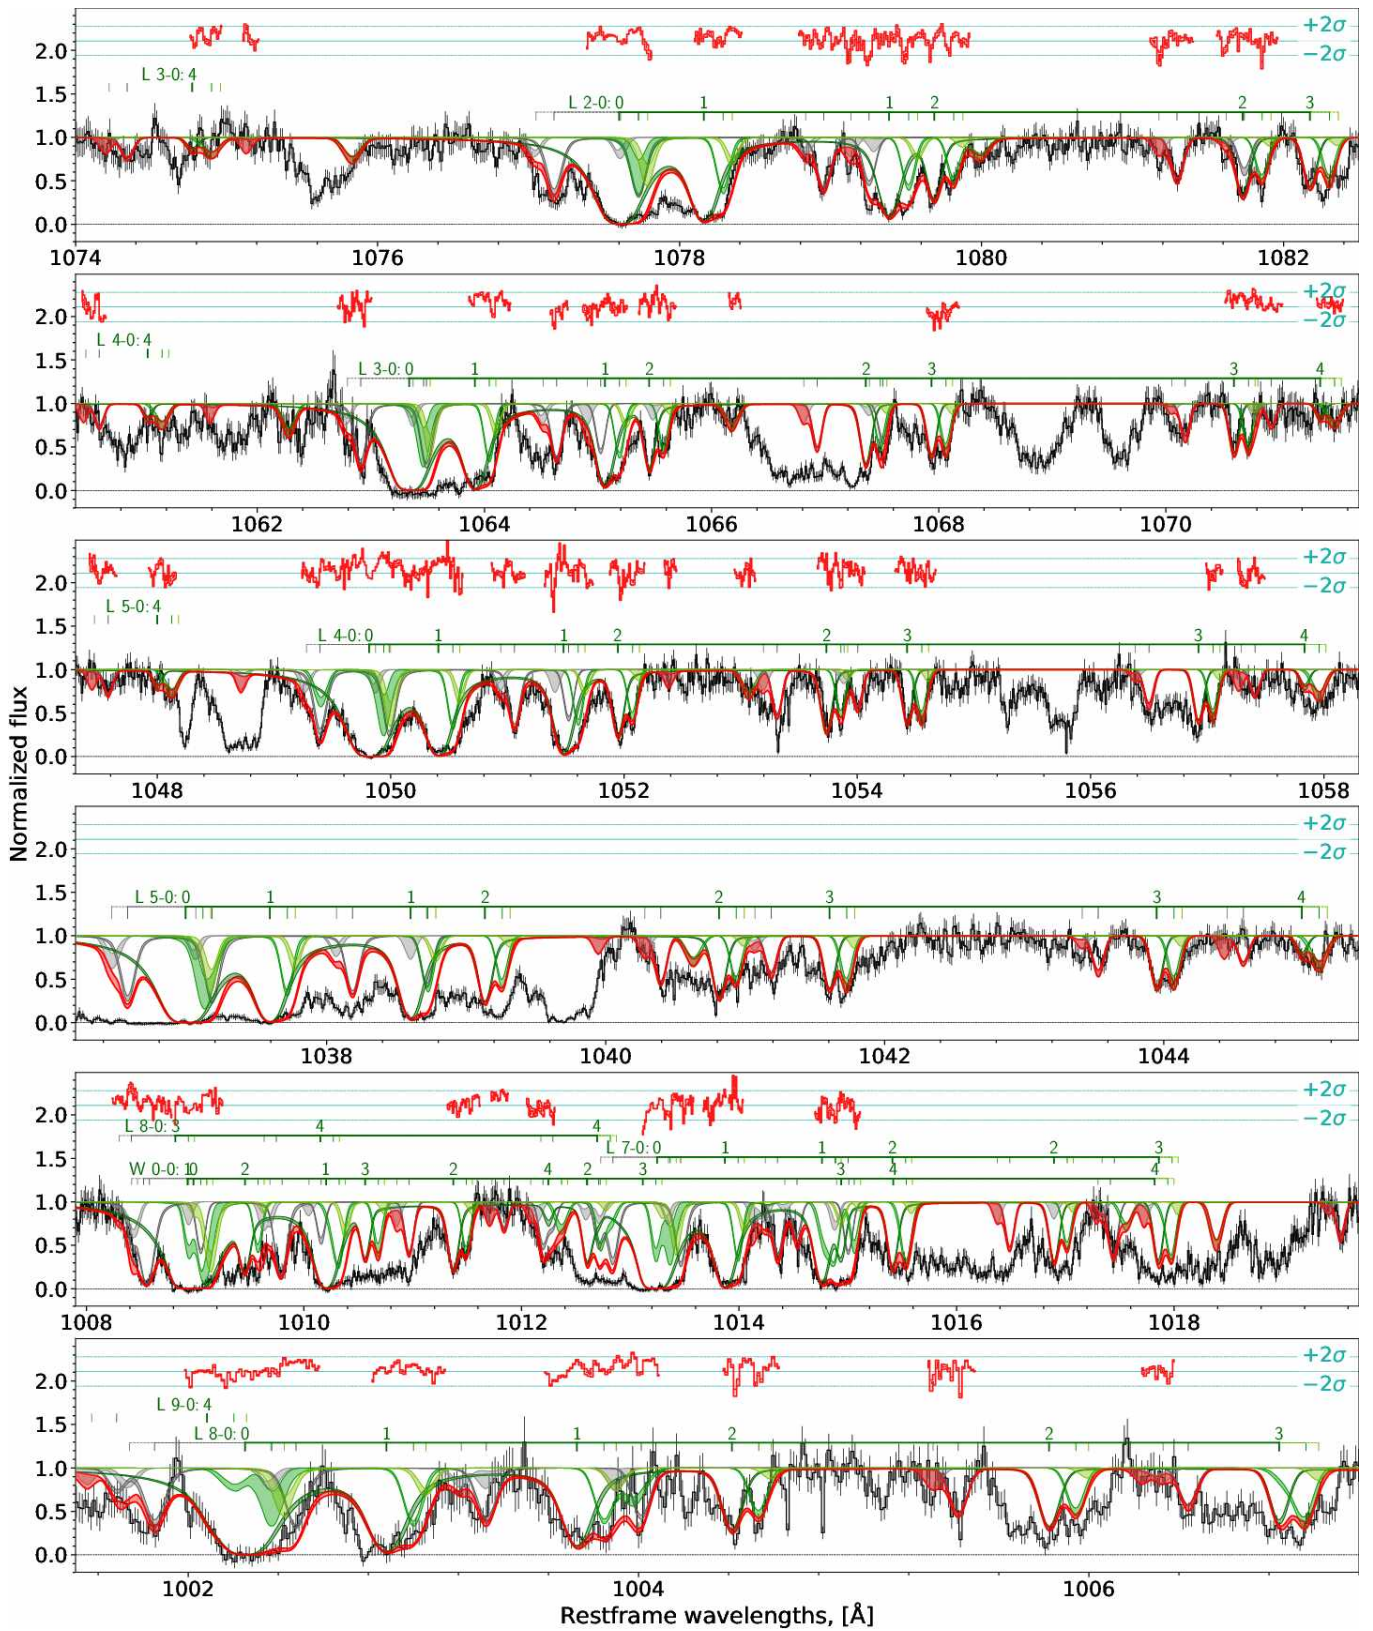 +2σ
2.0
−2σ
L 3-0: 4
1.5
L 2-0: 0 1 1 2 2 3
1.0
0.5
0.0
1074 1076 1078 1080 1082
+2σ
2.0
−2σ
L 4-0: 4
1.5
L 3-0: 0 1 1 2 2 3 3 4
1.0
0.5
0.0
1062 1064 1066 1068 1070
+2σ
2.0
−2σ
L 5-0: 4
1.5
L 4-0: 0 1 1 2 2 3 3 4
1.0
0.5
0.0
1048 1050 1052 1054 1056 1058
Normalized flux
+2σ
2.0
−2σ
1.5
L 5-0: 0 1 1 2 2 3 3 4
1.0
0.5
0.0
1038 1040 1042 1044
+2σ
2.0
−2σ
L 8-0: 3 4 4
L 7-0: 0 1 1 2 2 3
1.5
W 0-0: 1 0 2 1 3 2 4 2 3 3 4 4
1.0
0.5
0.0
1008 1010 1012 1014 1016 1018
+2σ
2.0
−2σ
L 9-0: 4
1.5
L 8-0: 0 1 1 2 2 3
1.0
0.5
0.0
1002 1004 1006
Restframe wavelengths, [Å]